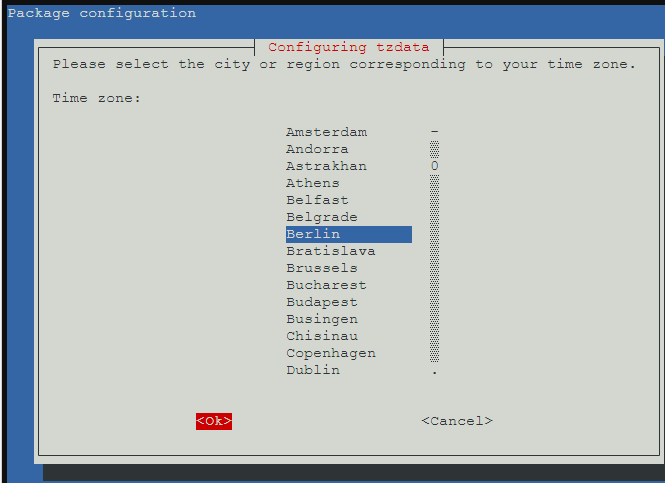 Package configuration
Configuring tzdata
Please select the city or region corresponding to your time zone.
Time zone:
Amsterdam
Andorra
Astrakhan
Athens
Belfast
Belgrade
Berlin
Bratislava
Brussels
Bucharest
Budapest
Busingen
Chisinau
Copenhagen
Dublin
<Ok> <Cancel>